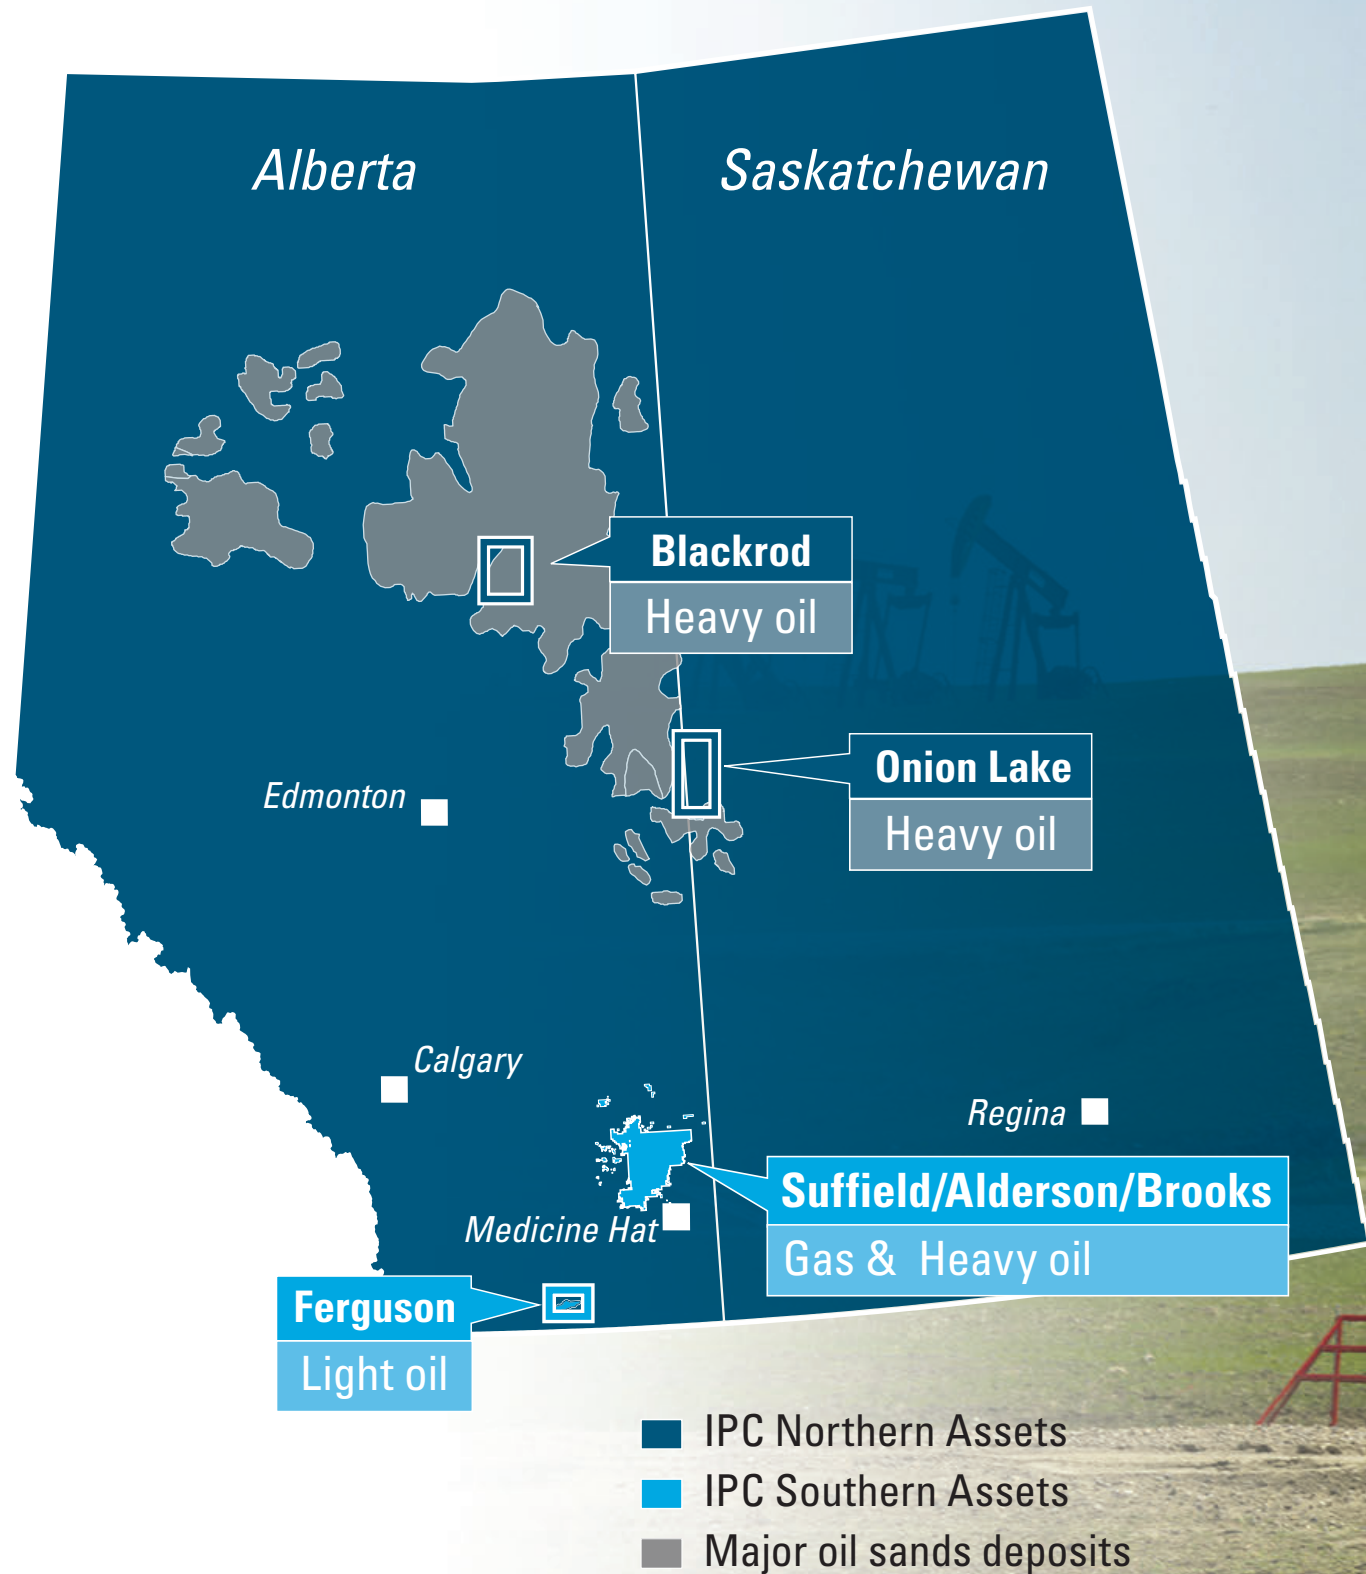 Alberta
Saskatchewan
Blackrod
Heavy oil
Onion Lake
Heavy oil
Edmonton
Calgary
Regina
Suffield/Alderson/Brooks
Gas & Heavy oil
Medicine Hat
Ferguson
Light oil
IPC Northern Assets
IPC Southern Assets
Major oil sands deposits